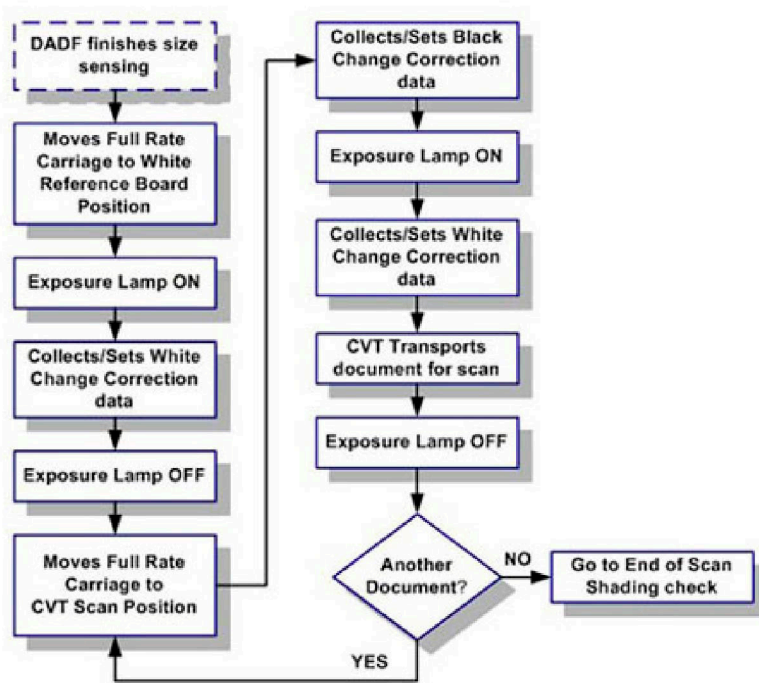 DADF finishes size
sensing
Moves Full Rate
Carriage to White
Reference Board
Position
Exposure Lamp ON
Collects/Sets White
Change Correction
data
Exposure Lamp OFF
Moves Full Rate
Carriage to
CVT Scan Position
Collects/Sets Black
Change Correction
data
Exposure Lamp ON
Collects/Sets White
Change Correction
data
CVT Transports
document for scan
Exposure Lamp OFF
Another
Document?
NO
Go to End of Scan
Shading check
YES